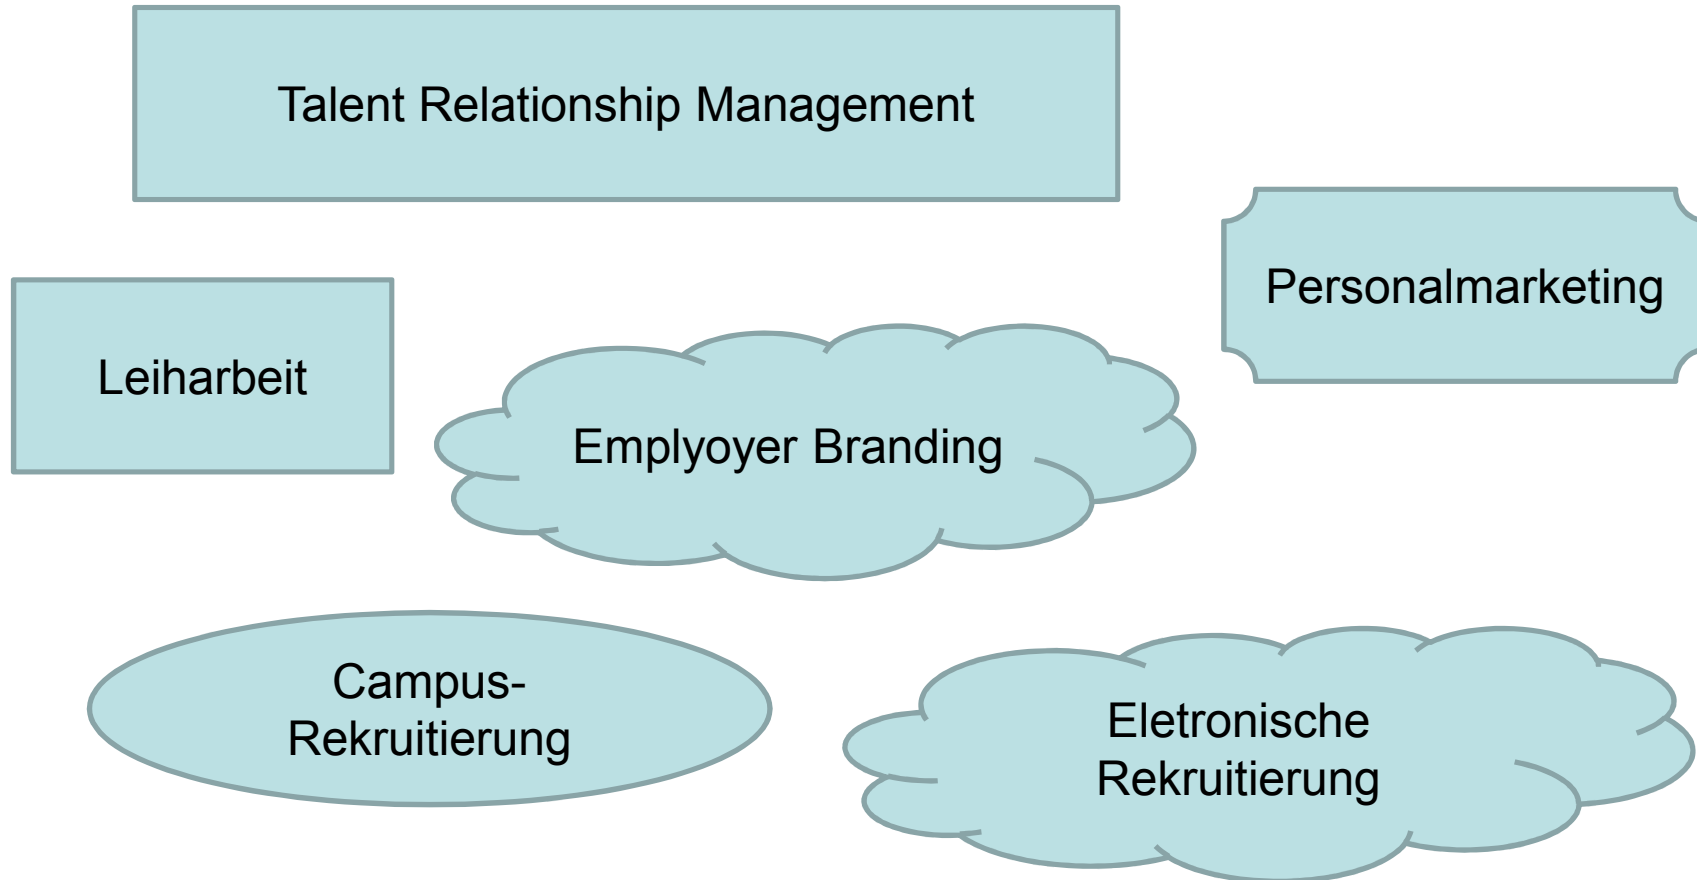 Talent Relationship Management
Personalmarketing
Leiharbeit
Emplyoyer Branding
Campus-
Rekruitierung
Eletronische
Rekruitierung